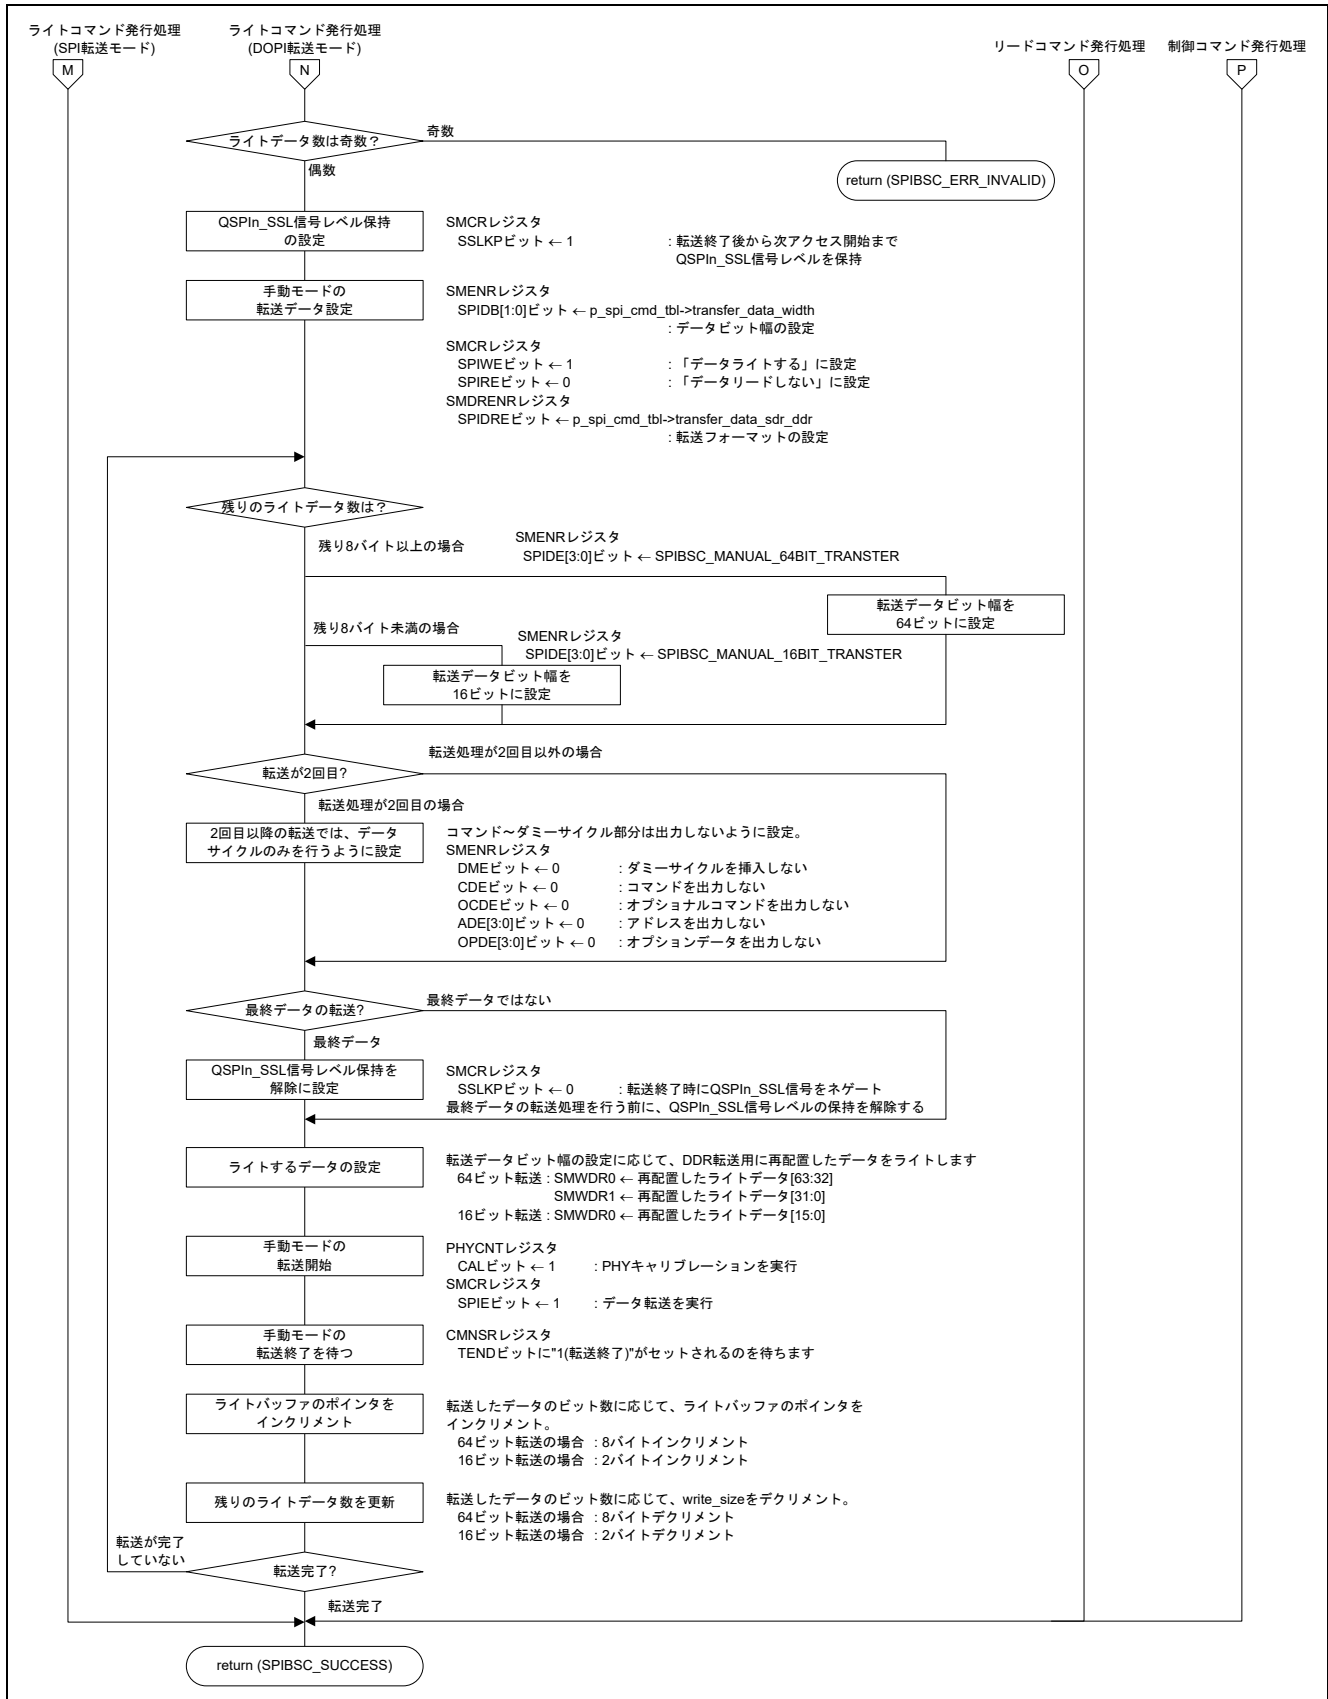 ライトコマンド発行処理
(SPI転送モード)
M
ライトコマンド発行処理
(DOPI転送モード)
N
リードコマンド発行処理
O
制御コマンド発行処理
P
ライトデータ数は奇数？
奇数
偶数
return (SPIBSC_ERR_INVALID)
QSPIn_SSL信号レベル保持
の設定
SMCRレジスタ
SSLKPビット ← 1 : 転送終了後から次アクセス開始まで
QSPIn_SSL信号レベルを保持
手動モードの
転送データ設定
SMENRレジスタ
SPIDB[1:0]ビット ← p_spi_cmd_tbl->transfer_data_width
: データビット幅の設定
SMCRレジスタ
SPIWEビット ← 1 : 「データライトする」に設定
SPIREビット ← 0 : 「データリードしない」に設定
SMDRENRレジスタ
SPIDREビット ← p_spi_cmd_tbl->transfer_data_sdr_ddr
: 転送フォーマットの設定
残りのライトデータ数は？
残り8バイト以上の場合
SMENRレジスタ
SPIDE[3:0]ビット ← SPIBSC_MANUAL_64BIT_TRANSTER
転送データビット幅を
64ビットに設定
残り8バイト未満の場合
SMENRレジスタ
SPIDE[3:0]ビット ← SPIBSC_MANUAL_16BIT_TRANSTER
転送データビット幅を
16ビットに設定
転送が2回目?
転送処理が2回目以外の場合
転送処理が2回目の場合
2回目以降の転送では、データ
サイクルのみを行うように設定
コマンド～ダミーサイクル部分は出力しないように設定。
SMENRレジスタ
DMEビット ← 0 : ダミーサイクルを挿入しない
CDEビット ← 0 : コマンドを出力しない
OCDEビット ← 0 : オプショナルコマンドを出力しない
ADE[3:0]ビット ← 0 : アドレスを出力しない
OPDE[3:0]ビット ← 0 : オプションデータを出力しない
最終データの転送?
最終データではない
最終データ
QSPIn_SSL信号レベル保持を
解除に設定
SMCRレジスタ
SSLKPビット ← 0 : 転送終了時にQSPIn_SSL信号をネゲート
最終データの転送処理を行う前に、QSPIn_SSL信号レベルの保持を解除する
ライトするデータの設定
転送データビット幅の設定に応じて、DDR転送用に再配置したデータをライトします
64ビット転送 : SMWDR0 ← 再配置したライトデータ[63:32]
SMWDR1 ← 再配置したライトデータ[31:0]
16ビット転送 : SMWDR0 ← 再配置したライトデータ[15:0]
手動モードの
転送開始
PHYCNTレジスタ
CALビット ← 1 : PHYキャリブレーションを実行
SMCRレジスタ
SPIEビット ← 1 : データ転送を実行
手動モードの
転送終了を待つ
CMNSRレジスタ
TENDビットに"1(転送終了)"がセットされるのを待ちます
ライトバッファのポインタを
インクリメント
転送したデータのビット数に応じて、ライトバッファのポインタを
インクリメント。
64ビット転送の場合 : 8バイトインクリメント
16ビット転送の場合 : 2バイトインクリメント
残りのライトデータ数を更新
転送したデータのビット数に応じて、write_sizeをデクリメント。
64ビット転送の場合 : 8バイトデクリメント
16ビット転送の場合 : 2バイトデクリメント
転送が完了
していない
転送完了?
転送完了
return (SPIBSC_SUCCESS)